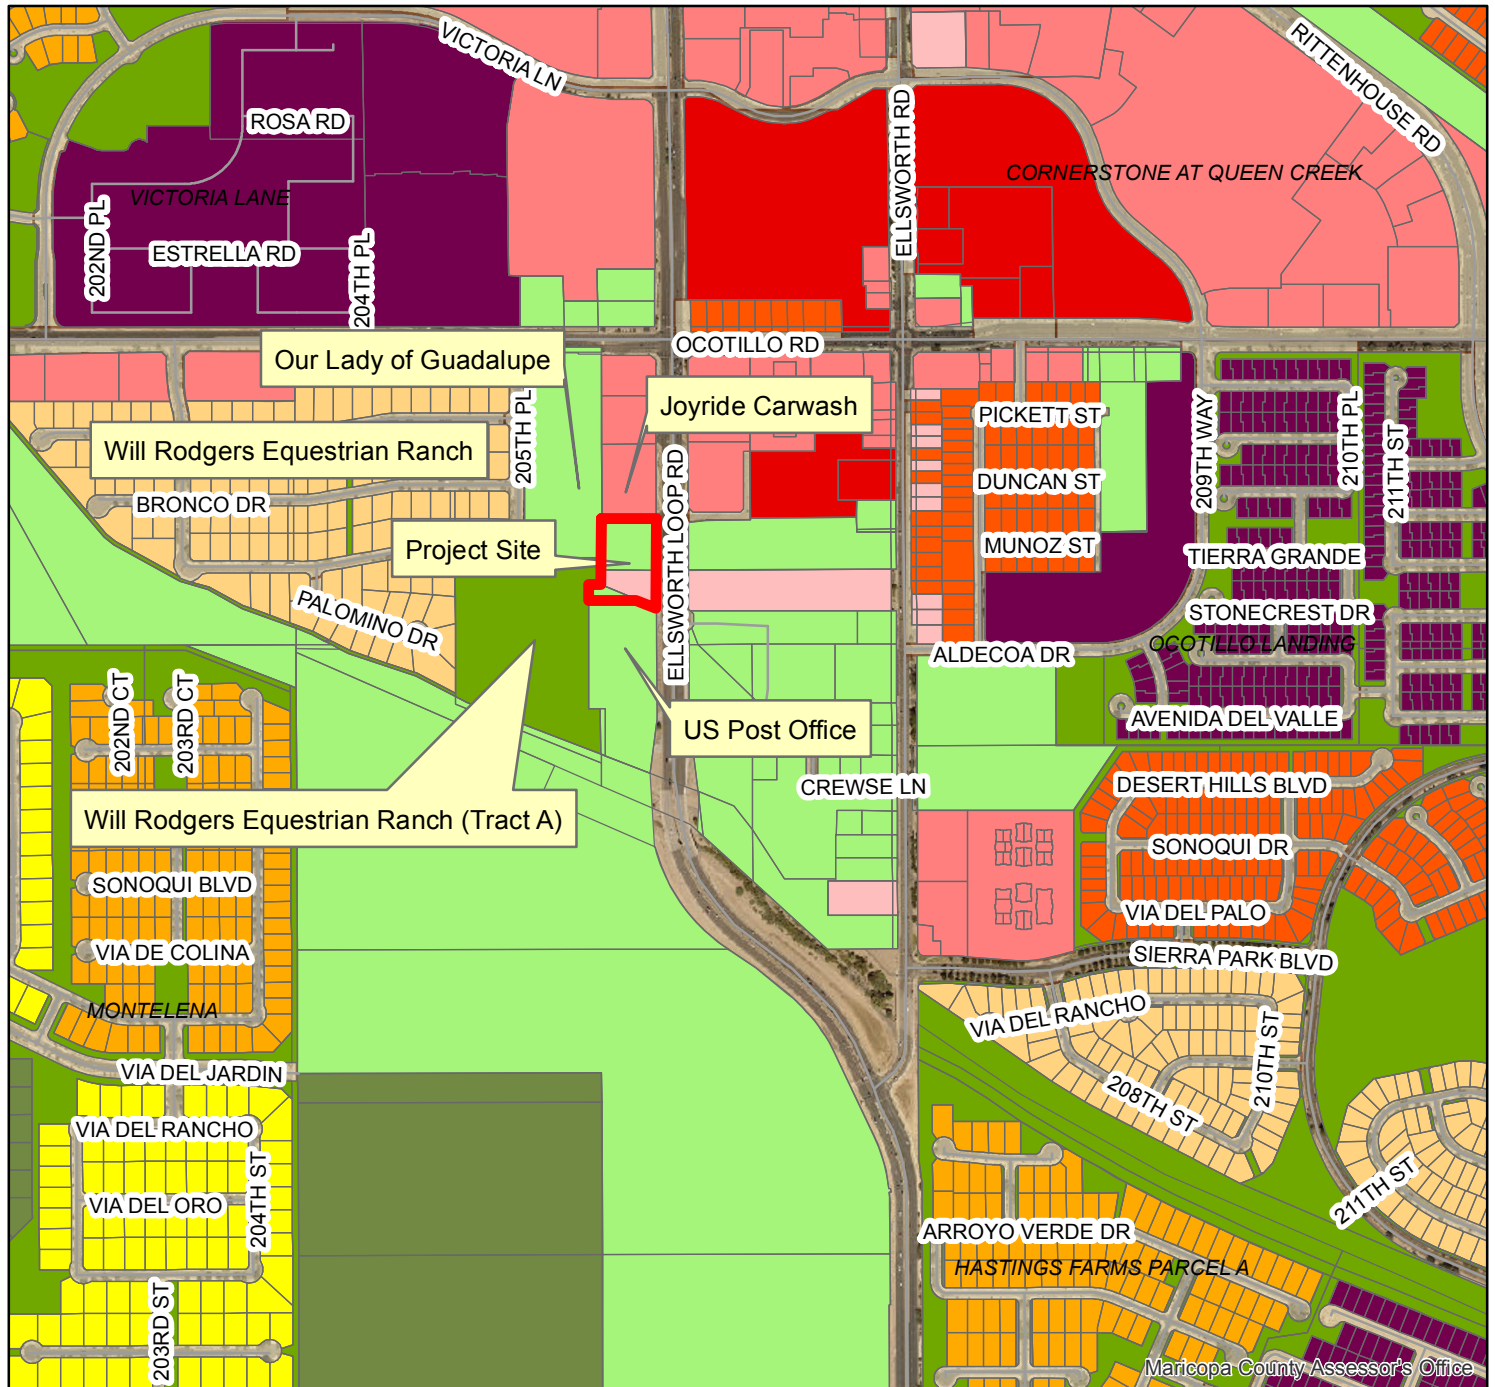 VICTORIA LN
RITTENHOUSE RD
ROSA RD
ELLSWORTH RD
CORNERSTONE AT QUEEN CREEK
VICTORIA LANE
202ND PL
ESTRELLA RD
204TH PL
OCOTILLO RD
Our Lady of Guadalupe
Joyride Carwash
205TH PL
PICKETT ST
209TH WAY
210TH PL
211TH ST
Will Rodgers Equestrian Ranch
BRONCO DR
DUNCAN ST
Project Site
ELLSWORTH LOOP RD
MUNOZ ST
TIERRA GRANDE
PALOMINO DR
STONECREST DR
OCOTILLO LANDING
ALDECOA DR
202ND CT
203RD CT
US Post Office
AVENIDA DEL VALLE
CREWSE LN
DESERT HILLS BLVD
Will Rodgers Equestrian Ranch (Tract A)
SONOQUI DR
SONOQUI BLVD
VIA DEL PALO
VIA DE COLINA
SIERRA PARK BLVD
MONTELENA
VIA DEL RANCHO
210TH ST
VIA DEL JARDIN
208TH ST
VIA DEL RANCHO
204TH ST
211TH ST
VIA DEL ORO
ARROYO VERDE DR
HASTINGS FARMS PARCEL A
203RD ST
Maricopa County Assessor's Office